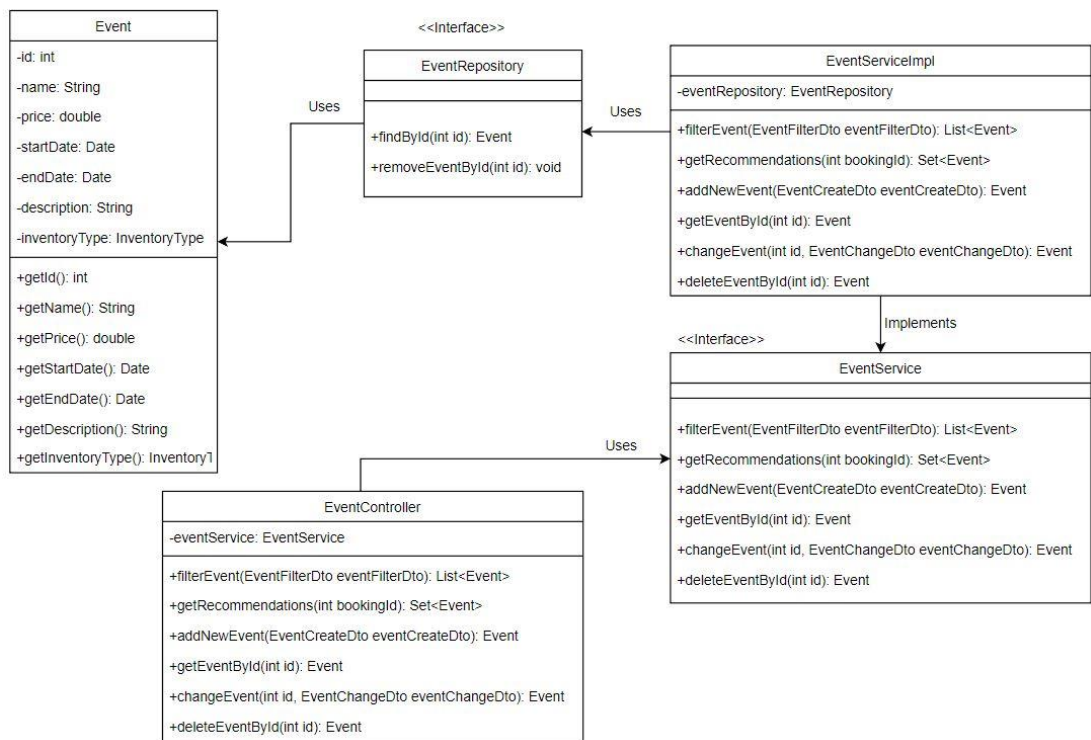 Event
-id: int
-name: String
-price: double
-startDate: Date
-endDate: Date
-description: String
-inventoryType: InventoryType
+getId(): int
+getName(): String
+getPrice(): double
+getStartDate(): Date
+getEndDate(): Date
+getDescription(): String
+getInventoryType(): InventoryT
Uses
<<Interface>>
EventRepository
+findById(int id): Event
+removeEventById(int id): void
Uses
EventServiceImpl
-eventRepository: EventRepository
+filterEvent(EventFilterDto eventFilterDto): List<Event>
+getRecommendations(int bookingId): Set<Event>
+addNewEvent(EventCreateDto eventCreateDto): Event
+getEventById(int id): Event
+changeEvent(int id, EventChangeDto eventChangeDto): Event
+deleteEventById(int id): Event
Implements
<<Interface>>
EventService
+filterEvent(EventFilterDto eventFilterDto): List<Event>
+getRecommendations(int bookingId): Set<Event>
+addNewEvent(EventCreateDto eventCreateDto): Event
+getEventById(int id): Event
+changeEvent(int id, EventChangeDto eventChangeDto): Event
+deleteEventById(int id): Event
Uses
EventController
-eventService: EventService
+filterEvent(EventFilterDto eventFilterDto): List<Event>
+getRecommendations(int bookingId): Set<Event>
+addNewEvent(EventCreateDto eventCreateDto): Event
+getEventById(int id): Event
+changeEvent(int id, EventChangeDto eventChangeDto): Event
+deleteEventById(int id): Event